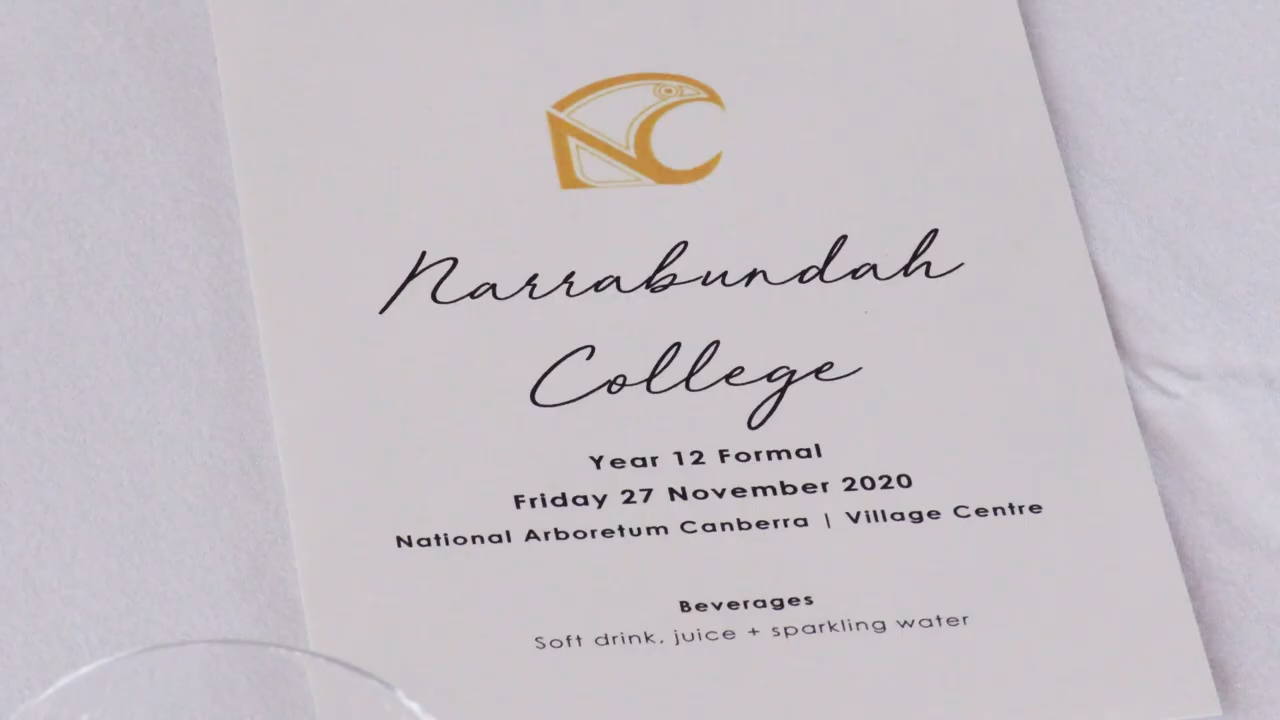 NC
Narrabundah
College
Year 12 Formal
Friday 27 November 2020
National Arboretum Canberra | Village Centre
Beverages
Soft drink, juice + sparkling water